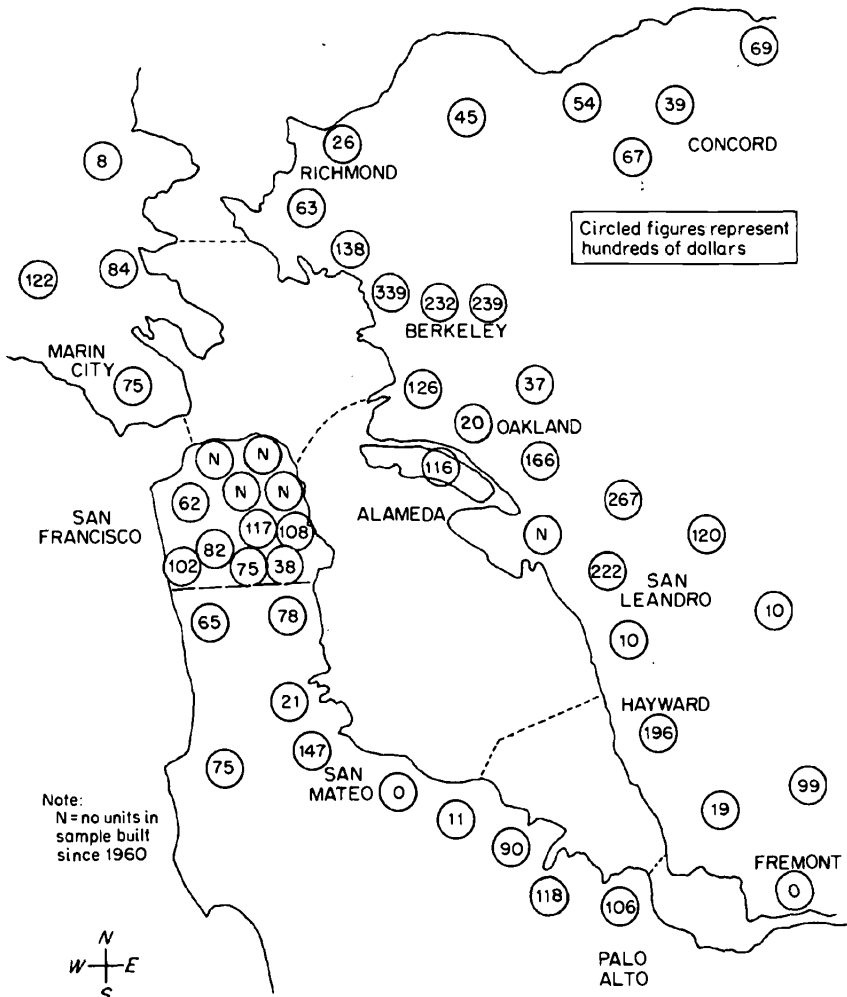 69
54
39
45
26
CONCORD
8
67
RICHMOND
63
Circled figures represent
hundreds of dollars
138
84
122
339
232
239
BERKELEY
MARIN
CITY
75
126
37
20
OAKLAND
N
N
116
166
N
N
62
SAN
FRANCISCO
ALAMEDA
267
117
108
N
120
82
102
75
38
222
SAN
LEANDRO
65
78
10
10
21
HAYWARD
196
147
75
SAN
MATEO
0
99
Note:
N = no units in
sample built
since 1960
11
19
90
FREMONT
0
118
106
N
W
E
S
PALO
ALTO